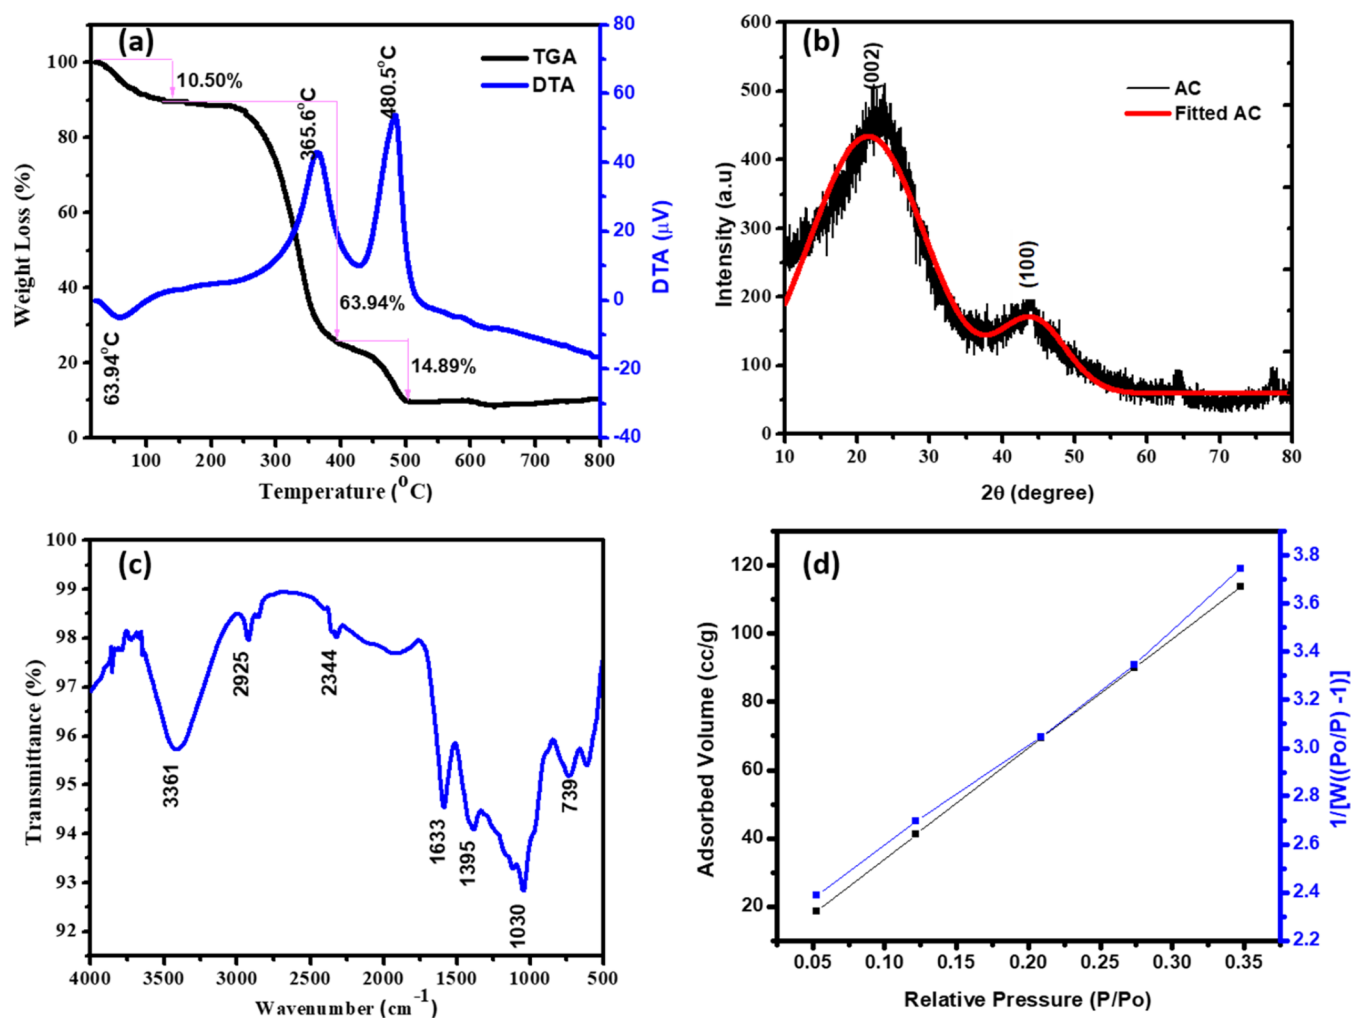 (a)
TGA
DTA
10.50%
63.94%
14.89%
63.94°C
365.6°C
480.5°C
Weight Loss (%)
100
80
60
40
20
0
100 200 300 400 500 600 700 800
Temperature (°C)
80
60
40
20
0
-20
-40
DTA (μV)
(b)
AC
Fitted AC
(002)
(100)
Intensity (a.u)
600
500
400
300
200
100
0
10 20 30 40 50 60 70 80
2θ (degree)
(c)
Transmittance (%)
100
99
98
97
96
95
94
93
92
3361
2925
2344
1633
1395
1030
739
4000 3500 3000 2500 2000 1500 1000 500
Wavenumber (cm⁻¹)
(d)
Adsorbed Volume (cc/g)
120
100
80
60
40
20
0.05 0.10 0.15 0.20 0.25 0.30 0.35
Relative Pressure (P/Po)
3.8
3.6
3.4
3.2
3.0
2.8
2.6
2.4
2.2
1/[W((Po/P) -1)]